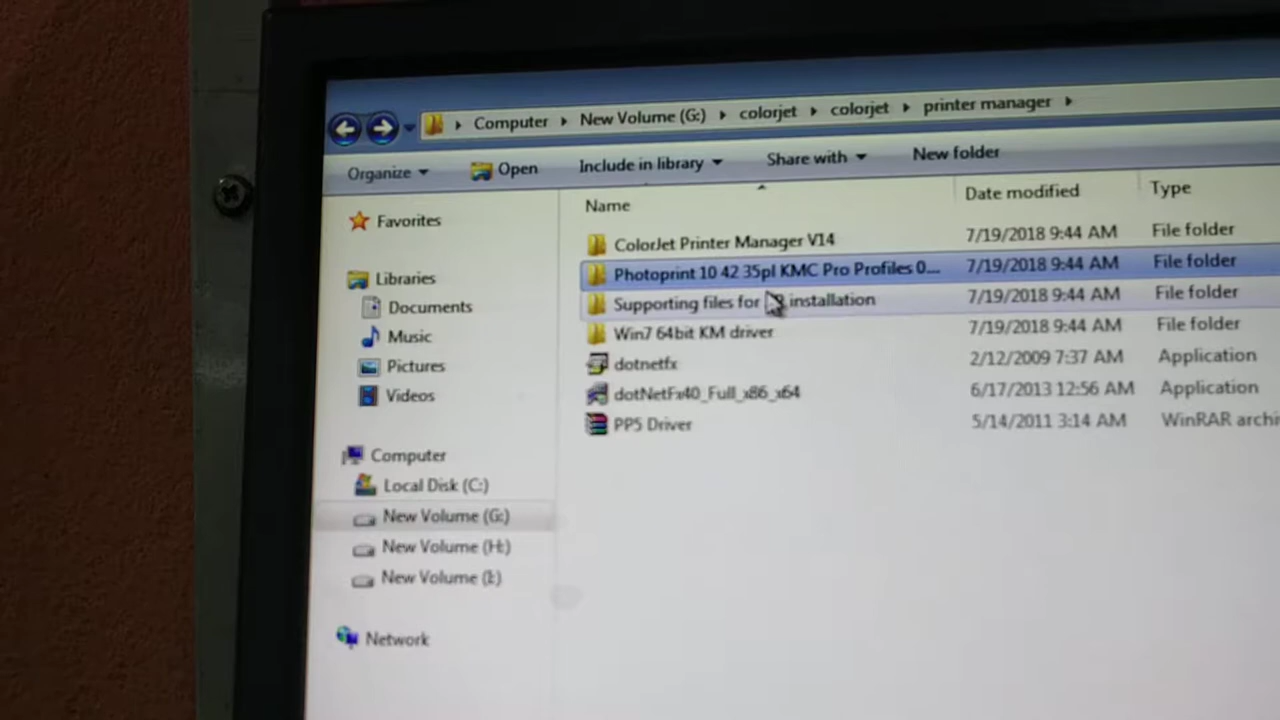 Computer New Volume (G:) colorjet colorjet printer manager
Organize Open Include in library Share with New folder
Name Date modified Type
Favorites
Libraries
Documents
Music
Pictures
Videos
Computer
Local Disk (C:)
New Volume (G:)
New Volume (H:)
New Volume (I:)
Network
ColorJet Printer Manager V14 7/19/2018 9:44 AM File folder
Photoprint 10 42 35pl KMC Pro Profiles 0... 7/19/2018 9:44 AM File folder
Supporting files for installation 7/19/2018 9:44 AM File folder
Win7 64bit KM driver 7/19/2018 9:44 AM File folder
dotnetfx 2/12/2009 7:37 AM Application
dotNetFx40_Full_x86_x64 6/17/2013 12:56 AM Application
PP5 Driver 5/14/2011 3:14 AM WinRAR archi